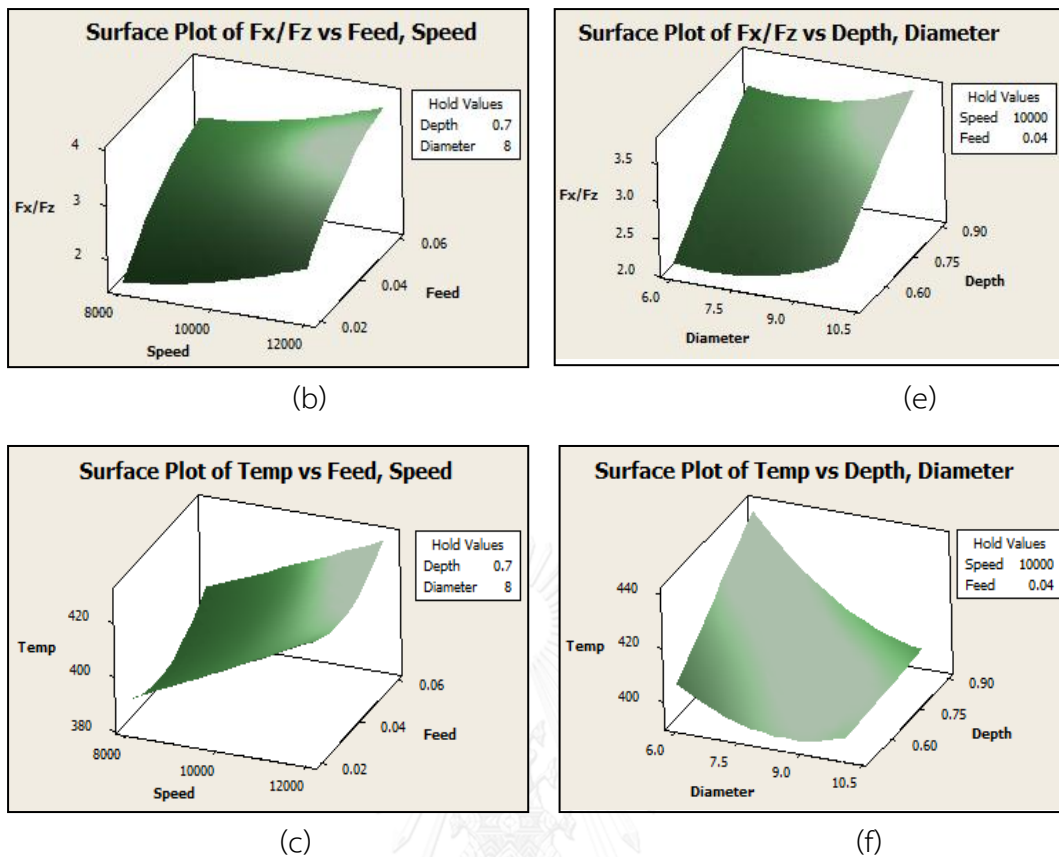 Surface Plot of Fx/Fz vs Feed, Speed
Hold Values
Depth 0.7
Diameter 8
4
3
2
Fx/Fz
0.06
0.04
0.02
Feed
8000
10000
12000
Speed
(b)
Surface Plot of Fx/Fz vs Depth, Diameter
Hold Values
Speed 10000
Feed 0.04
3.5
3.0
2.5
2.0
Fx/Fz
0.90
0.75
0.60
Depth
6.0
7.5
9.0
10.5
Diameter
(e)
Surface Plot of Temp vs Feed, Speed
Hold Values
Depth 0.7
Diameter 8
420
400
380
Temp
0.06
0.04
0.02
Feed
8000
10000
12000
Speed
(c)
Surface Plot of Temp vs Depth, Diameter
Hold Values
Speed 10000
Feed 0.04
440
420
400
Temp
0.90
0.75
0.60
Depth
6.0
7.5
9.0
10.5
Diameter
(f)